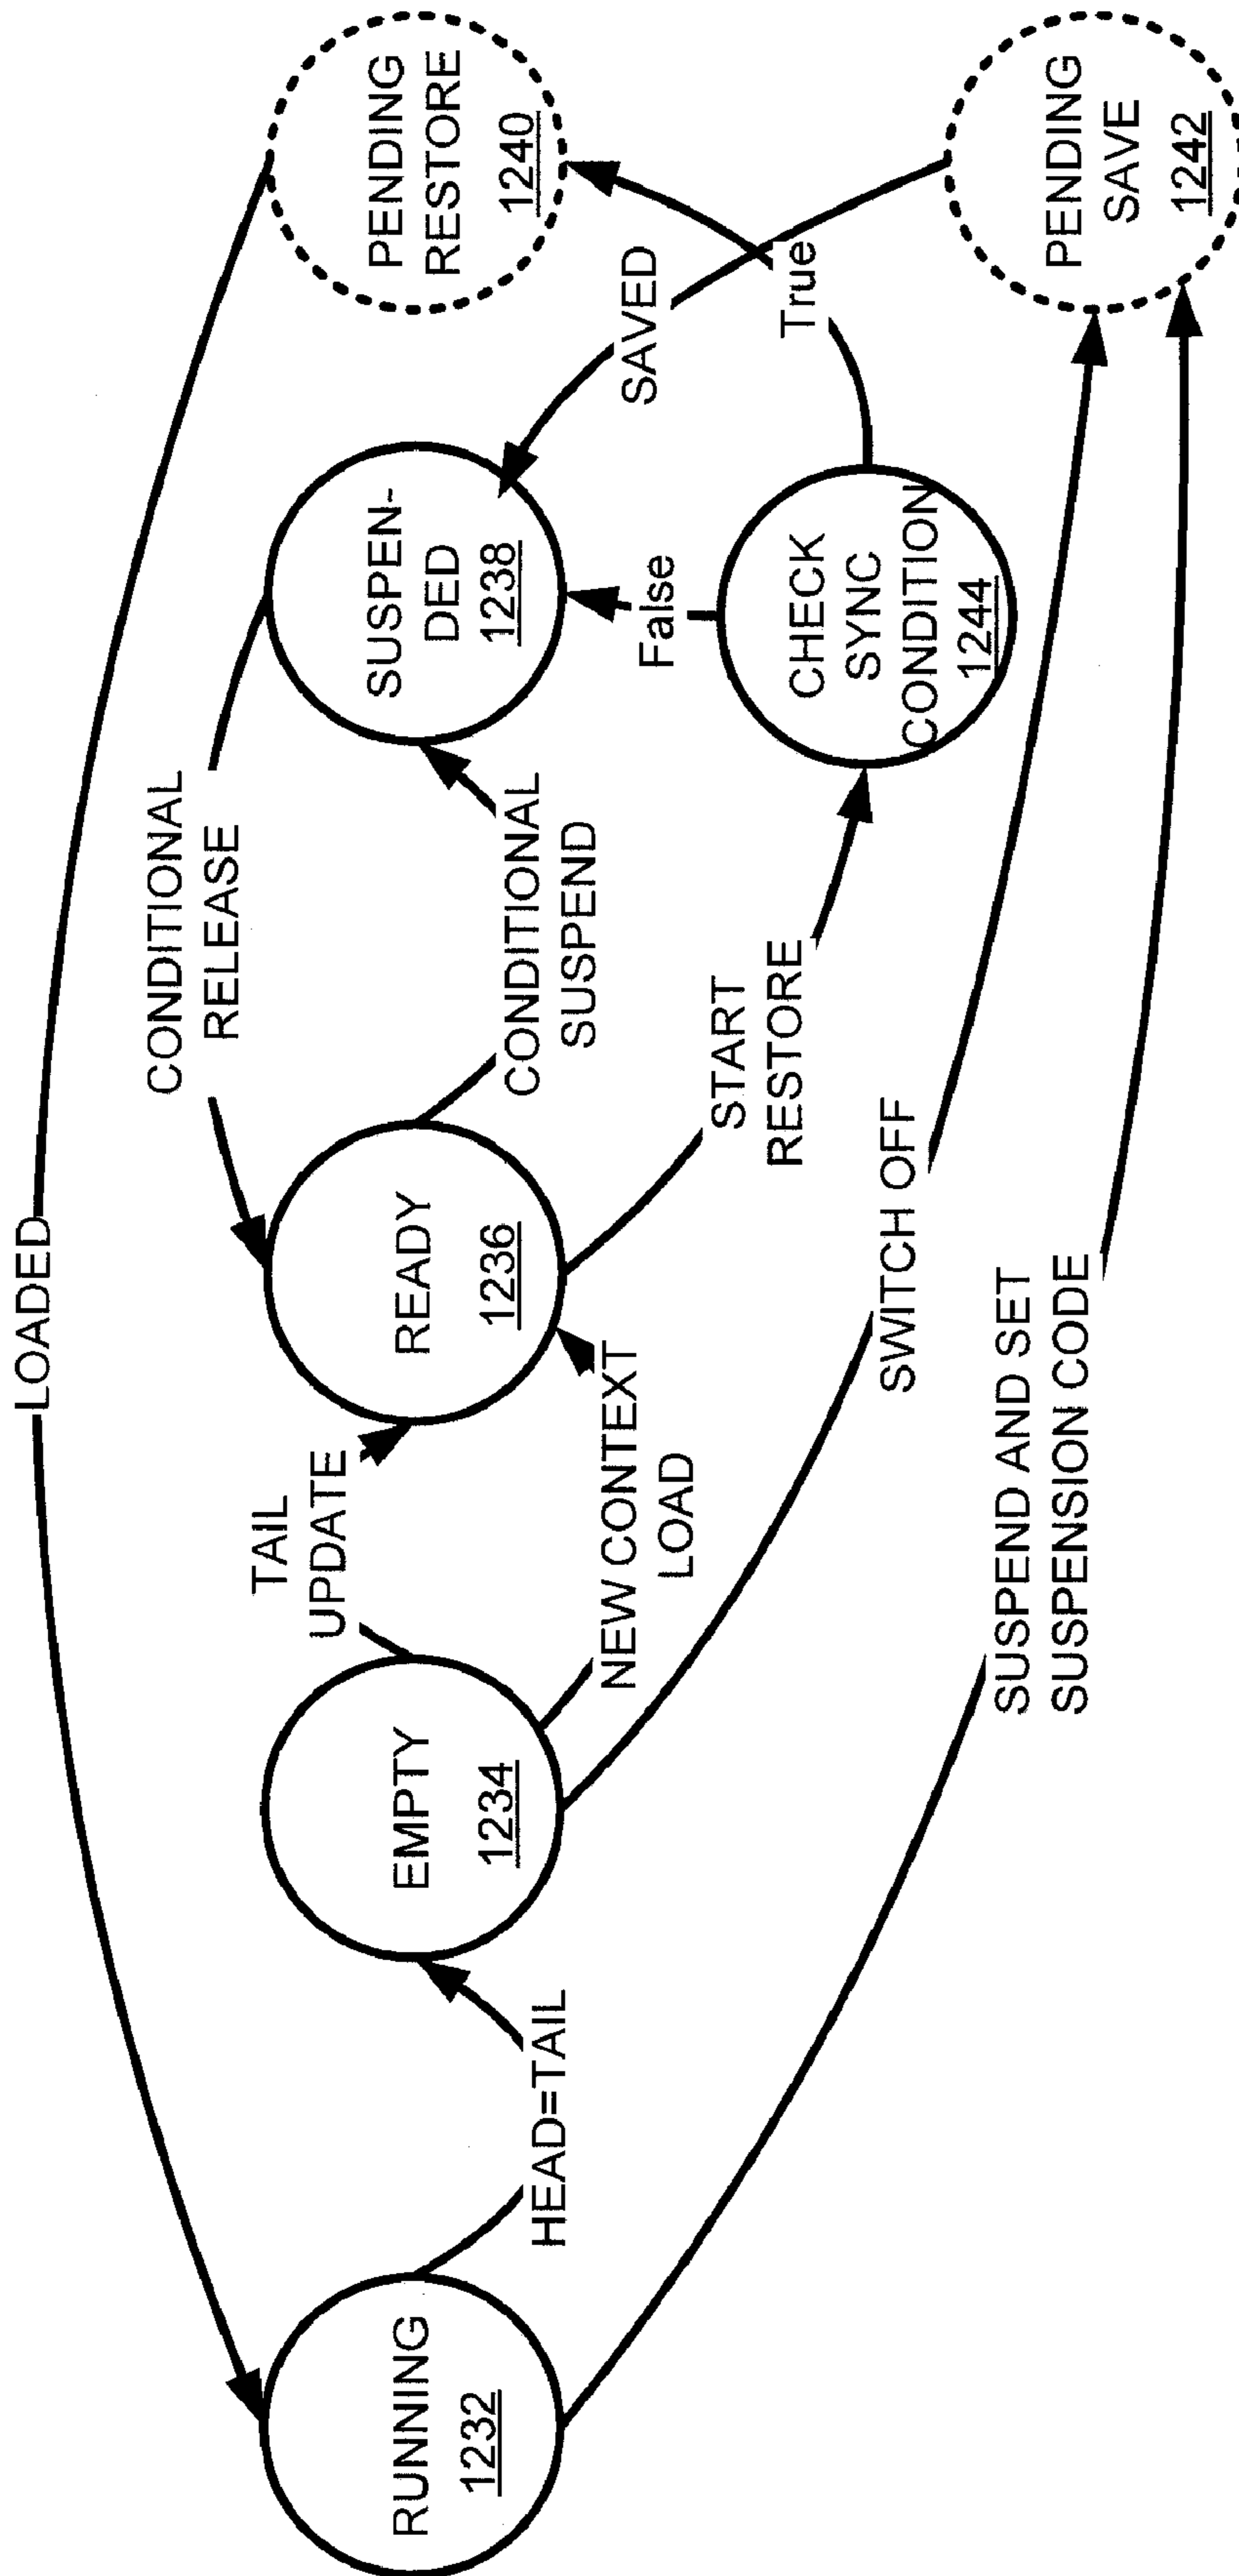 LOADED
CONDITIONAL
RELEASE
TAIL
UPDATE
RUNNING
1232
EMPTY
1234
READY
1236
SUSPEN-
DED
1238
PENDING
RESTORE
1240
HEAD=TAIL
NEW CONTEXT
LOAD
CONDITIONAL
SUSPEND
False
SAVED
START
RESTORE
CHECK
SYNC
CONDITION
1244
True
SWITCH OFF
SUSPEND AND SET
SUSPENSION CODE
PENDING
SAVE
1242